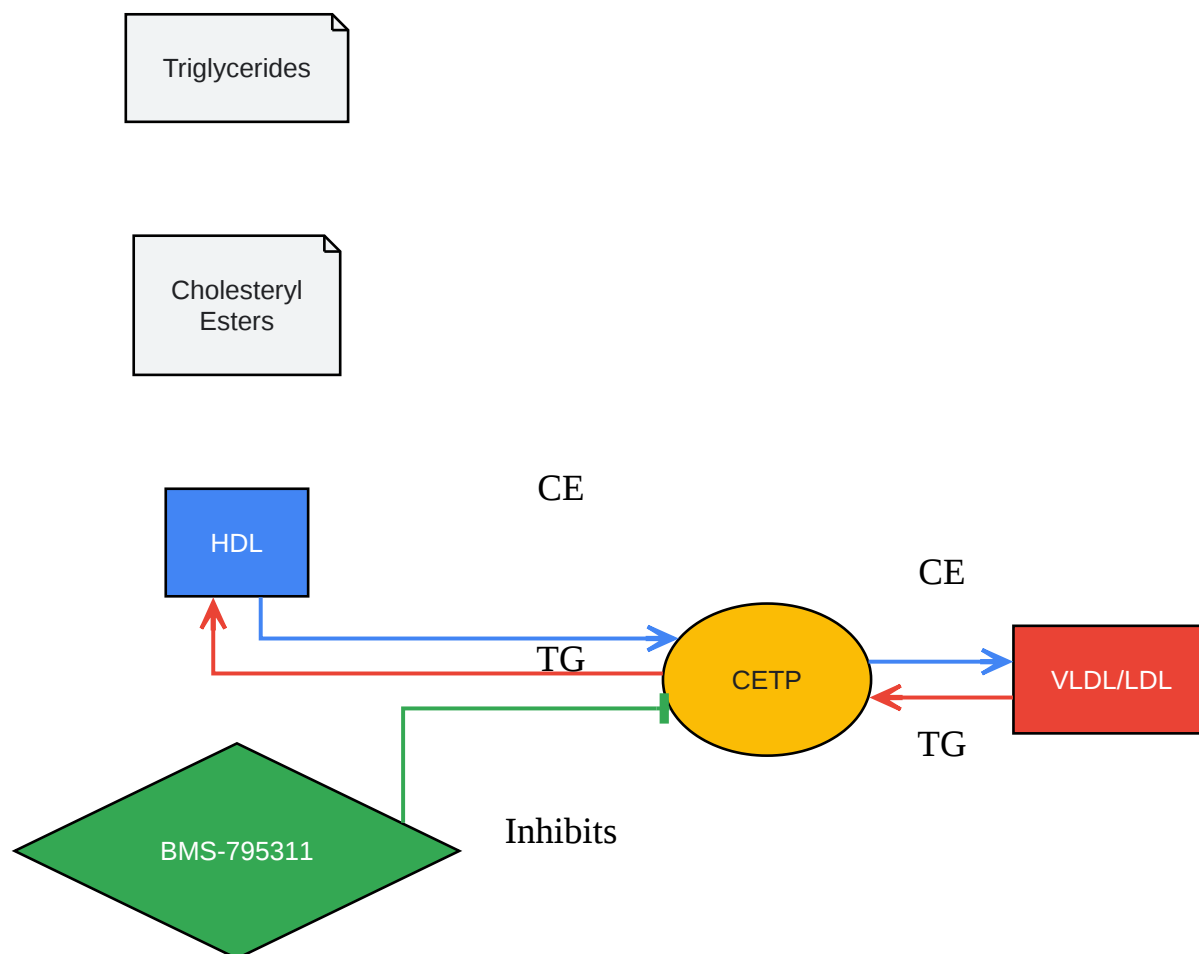 Triglycerides
Cholesteryl
Esters
CE
HDL
CE
TG
CETP
VLDL/LDL
TG
Inhibits
BMS-795311